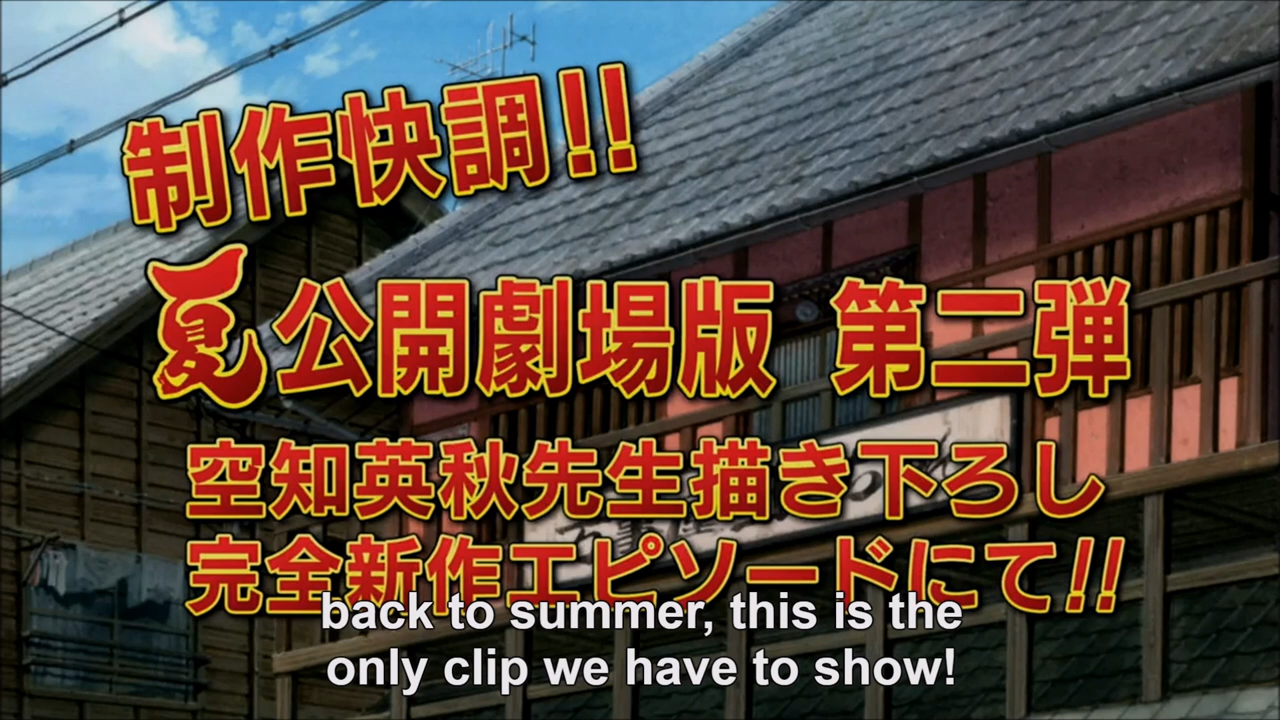 制作快調!!
夏公開劇場版 第二弾
空知英秋先生描き下ろし
完全新作エピソードにて!!
back to summer, this is the
only clip we have to show!